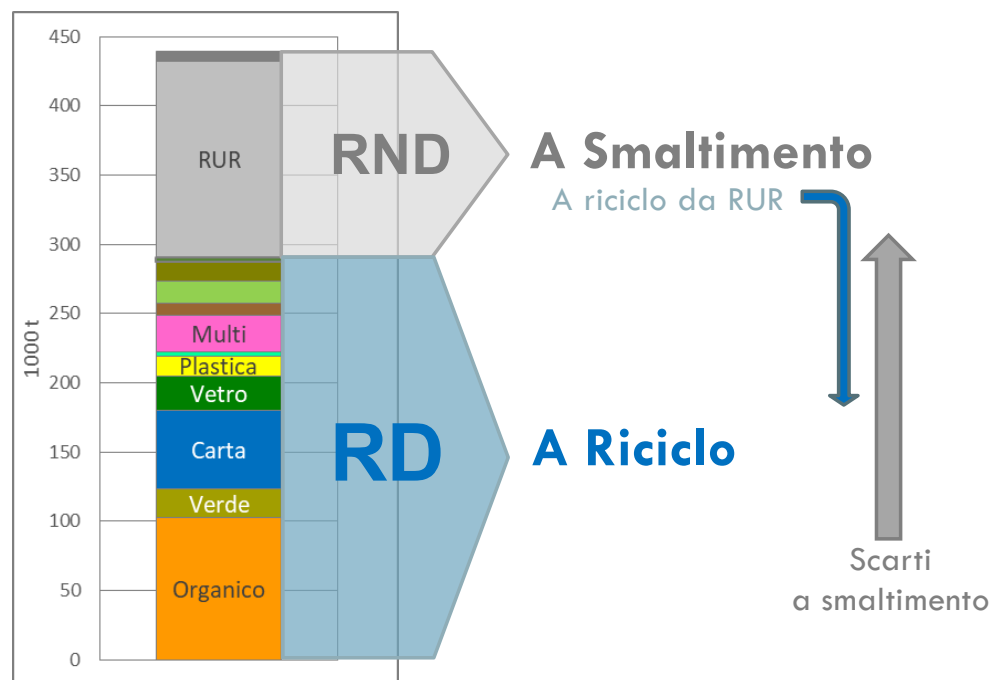 450
400
350
300
250
200
150
100
50
0
1000 t
RUR
Multi
Plastica
Vetro
Carta
Verde
Organico
RND
RD
A Smaltimento
A riciclo da RUR
A Riciclo
Scarti
a smaltimento